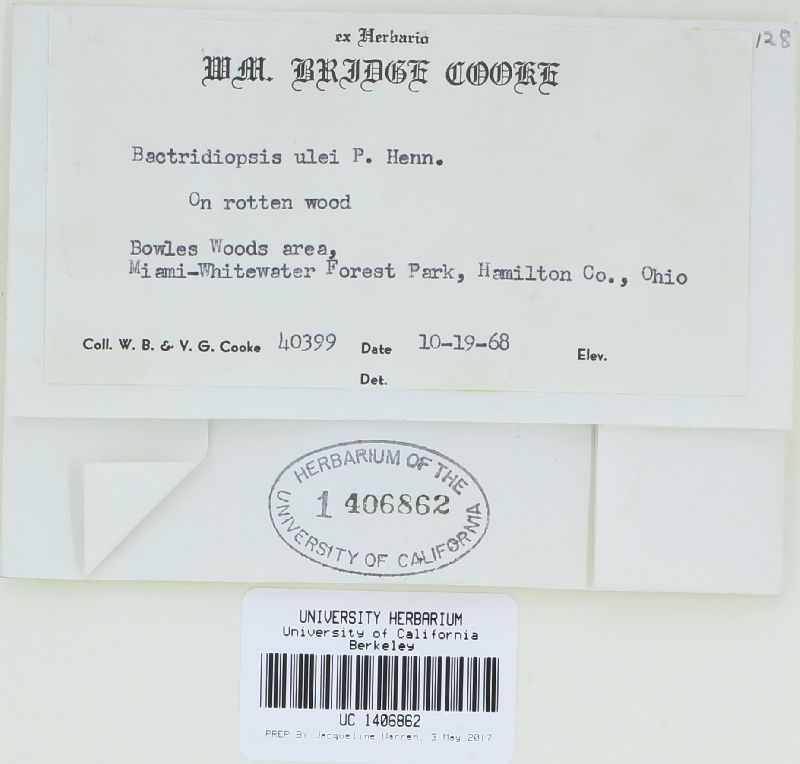 128
ex Herbario
WM. BRIDGE COOKE
Bactridiopsis ulei P. Henn.
On rotten wood
Bowles Woods area,
Miami-Whitewater Forest Park, Hamilton Co., Ohio
Coll. W. B. & V. G. Cooke 40399 Date 10-19-68 Elev.
Det.
HERBARIUM OF THE
1 406862
UNIVERSITY OF CALIFORNIA
UNIVERSITY HERBARIUM
University of California
Berkeley
UC 1406862
PREP BY Jacqueline Warren, 3 May 2017